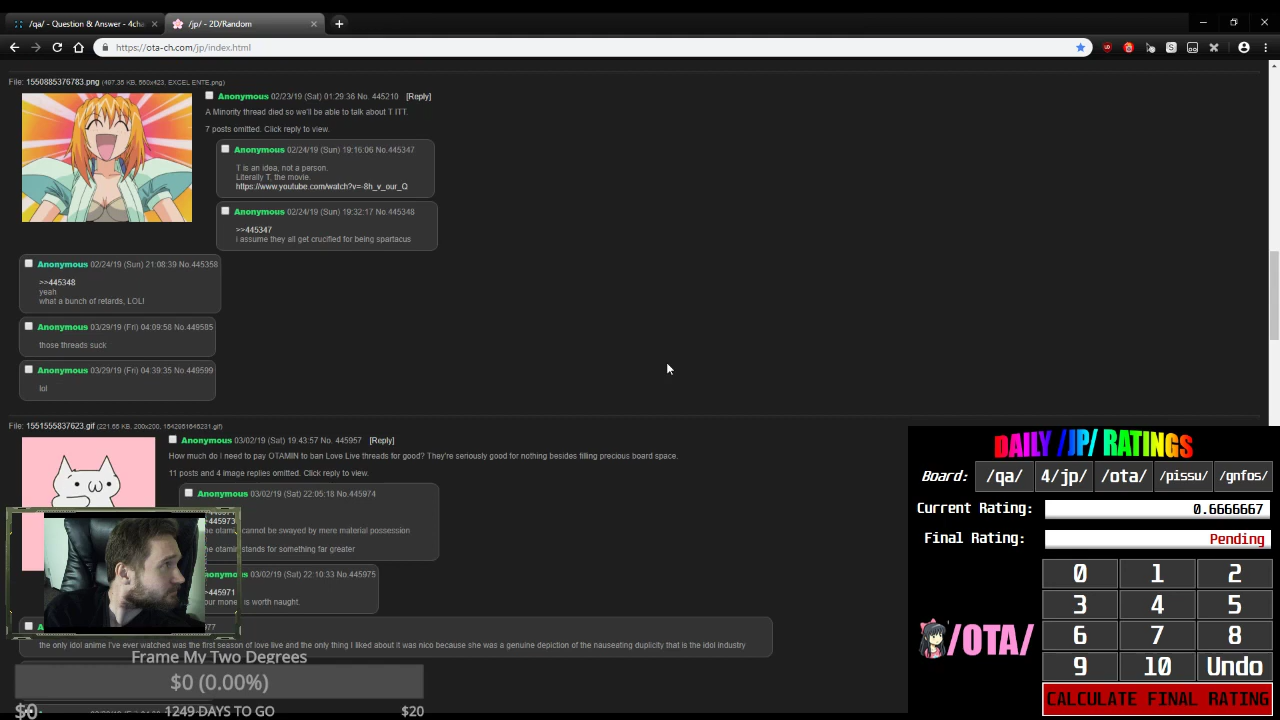 /qa/ - Question & Answer - 4cha
/jp/ - 2D/Random
https://ota-ch.com/jp/index.html
File: 1550885376783.png (497.35 KB, 560x423, EXCEL ENTE.png)
Anonymous 02/23/19 (Sat) 01:29:36 No. 445210 [Reply]
A Minority thread died so we'll be able to talk about T ITT.
7 posts omitted. Click reply to view.
Anonymous 02/24/19 (Sun) 19:16:06 No.445347
T is an idea, not a person.
Literally T, the movie.
https://www.youtube.com/watch?v=-8h_v_our_Q
Anonymous 02/24/19 (Sun) 19:32:17 No.445348
>>445347
i assume they all get crucified for being spartacus
Anonymous 02/24/19 (Sun) 21:08:39 No.445358
>>445348
yeah
what a bunch of retards, LOL!
Anonymous 03/29/19 (Fri) 04:09:58 No.449585
those threads suck
Anonymous 03/29/19 (Fri) 04:39:35 No.449599
lol
File: 1551555837623.gif (221.65 KB, 200x200, 1542951648231.gif)
Anonymous 03/02/19 (Sat) 19:43:57 No. 445957 [Reply]
How much do I need to pay OTAMIN to ban Love Live threads for good? They're seriously good for nothing besides filling precious board space.
11 posts and 4 image replies omitted. Click reply to view.
Anonymous 03/02/19 (Sat) 22:05:18 No.445974
>>445973
he otamin cannot be swayed by mere material possession
he otamin stands for something far greater
onymous 03/02/19 (Sat) 22:10:33 No.445975
>445971
our money is worth naught.
A
977
the only idol anime I've ever watched was the first season of love live and the only thing I liked about it was nico because she was a genuine depiction of the nauseating duplicity that is the idol industry
Frame My Two Degrees
$0 (0.00%)
$0 1249 DAYS TO GO $20
DAILY /JP/ RATINGS
Board: /qa/ 4/jp/ /ota/ /pissu/ /gnfos/
Current Rating: 0.6666667
Final Rating: Pending
0 1 2
3 4 5
6 7 8
9 10 Undo
/OTA/
CALCULATE FINAL RATING